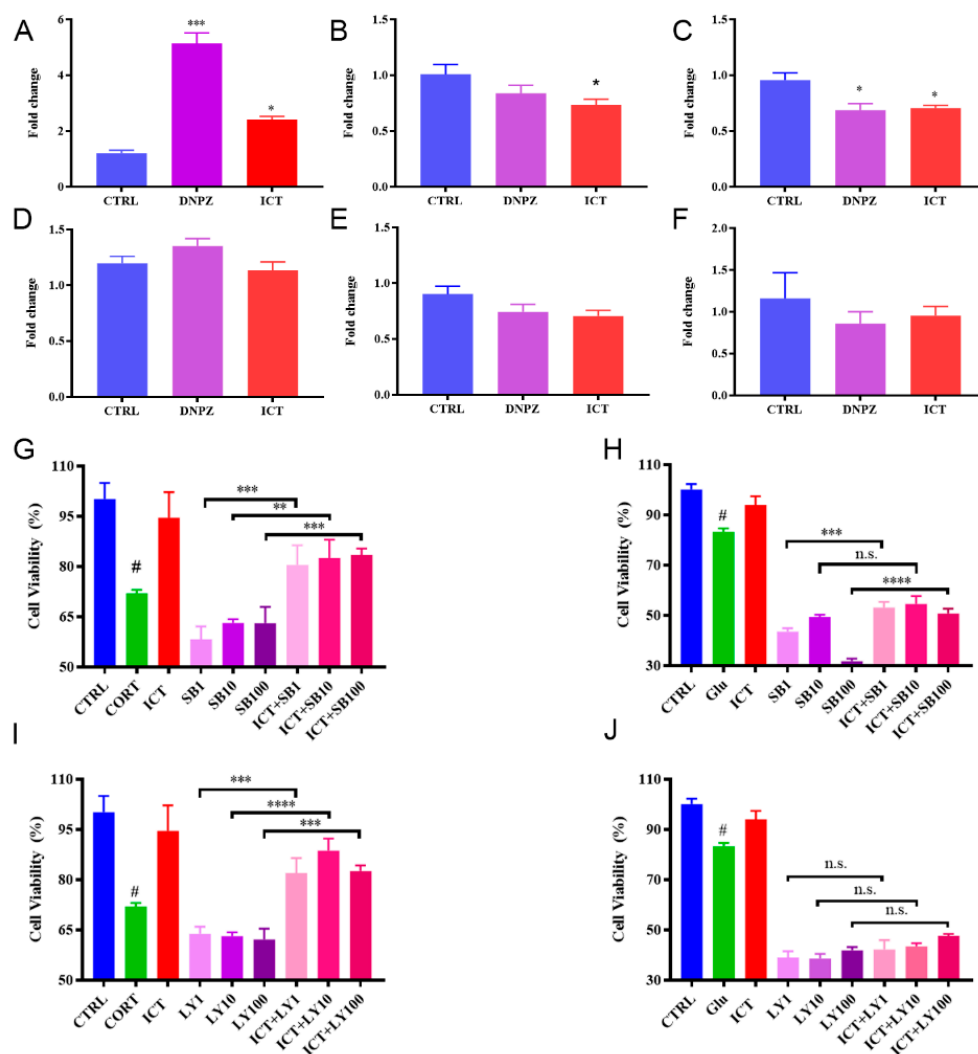 A
Fold change
6
4
2
0
***
*
CTRL
DNPZ
ICT
B
Fold change
1.5
1.0
0.5
0.0
*
CTRL
DNPZ
ICT
C
Fold change
1.5
1.0
0.5
0.0
*
*
CTRL
DNPZ
ICT
D
Fold change
1.5
1.0
0.5
0.0
CTRL
DNPZ
ICT
E
Fold change
1.5
1.0
0.5
0.0
CTRL
DNPZ
ICT
F
Fold change
2.0
1.5
1.0
0.5
0.0
CTRL
DNPZ
ICT
G
Cell Viability (%)
110
95
80
65
50
#
***
**
***
CTRL
CORT
ICT
SB1
SB10
SB100
ICT+SB1
ICT+SB10
ICT+SB100
H
Cell Viability (%)
110
90
70
50
30
#
***
n.s.
****
CTRL
Glu
ICT
SB1
SB10
SB100
ICT+SB1
ICT+SB10
ICT+SB100
I
Cell Viability (%)
110
95
80
65
50
#
***
****
***
CTRL
CORT
ICT
LY1
LY10
LY100
ICT+LY1
ICT+LY10
ICT+LY100
J
Cell Viability (%)
110
90
70
50
30
#
n.s.
n.s.
n.s.
CTRL
Glu
ICT
LY1
LY10
LY100
ICT+LY1
ICT+LY10
ICT+LY100